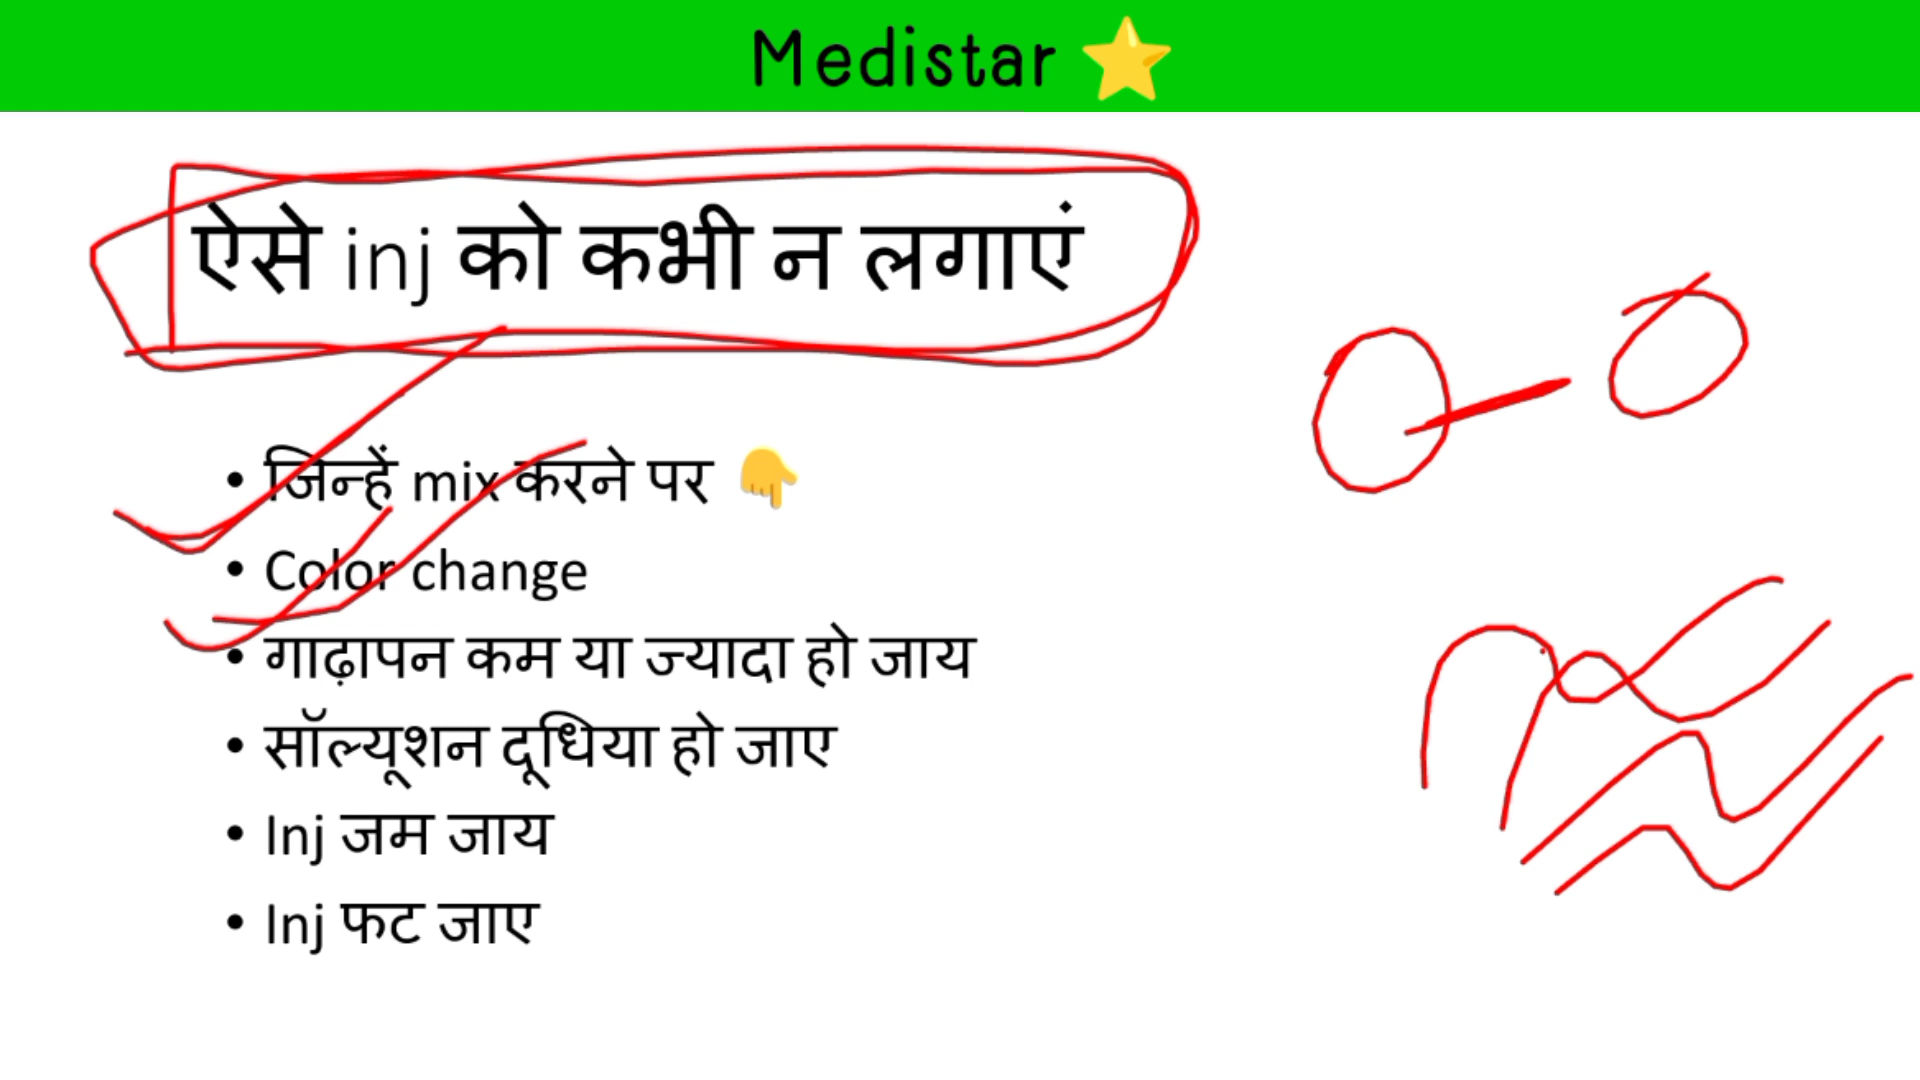 Medistar ⭐
ऐसे inj को कभी न लगाएं
• जिन्हें mix करने पर 👇
• Color change
• गाढ़ापन कम या ज्यादा हो जाय
• सॉल्यूशन दूधिया हो जाए
• Inj जम जाय
• Inj फट जाए